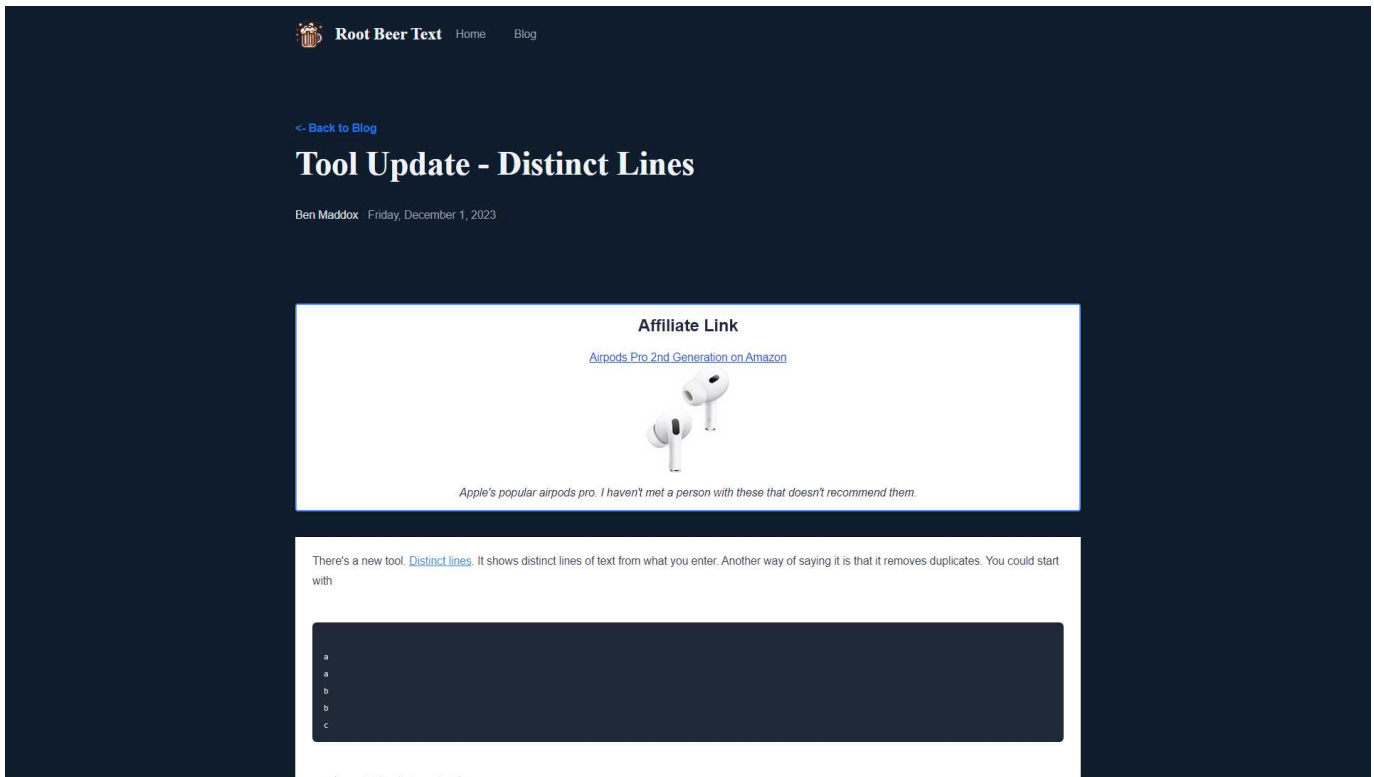 Root Beer Text Home Blog
<- Back to Blog
Tool Update - Distinct Lines
Ben Maddox Friday, December 1, 2023
Affiliate Link
Airpods Pro 2nd Generation on Amazon
Apple's popular airpods pro. I haven't met a person with these that doesn't recommend them.
There's a new tool. Distinct lines. It shows distinct lines of text from what you enter. Another way of saying it is that it removes duplicates. You could start
with
a
a
b
b
c